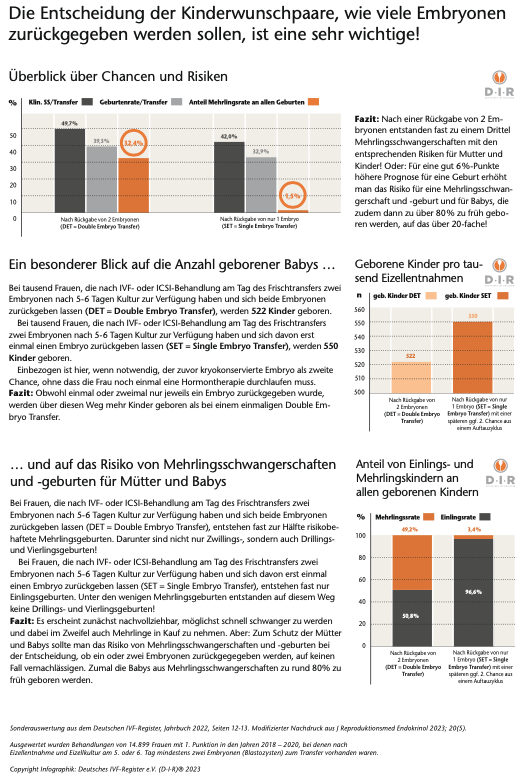 Die Entscheidung der Kinderwunschpaare, wie viele Embryonen
zurückgegeben werden sollen, ist eine sehr wichtige!
Überblick über Chancen und Risiken
D·I·R
%
Klin. SS/Transfer
Geburtenrate/Transfer
Anteil Mehrlingsrate an allen Geburten
50
40
30
20
10
0
49,7%
39,3%
32,4%
42,0%
32,9%
1,5%
Nach Rückgabe von 2 Embryonen
(DET = Double Embryo Transfer)
Nach Rückgabe von nur 1 Embryo
(SET = Single Embryo Transfer)
Fazit: Nach einer Rückgabe von 2 Em-
bryonen entstanden fast zu einem Drittel
Mehrlingsschwangerschaften mit den
entsprechenden Risiken für Mutter und
Kinder! Oder: Für eine gut 6%-Punkte
höhere Prognose für eine Geburt erhöht
man das Risiko für eine Mehrlingsschwan-
gerschaft und -geburt und für Babys, die
zudem dann zu über 80% zu früh gebo-
ren werden, auf das über 20-fache!
Ein besonderer Blick auf die Anzahl geborener Babys …
Bei tausend Frauen, die nach IVF- oder ICSI-Behandlung am Tag des Frischtransfers zwei
Embryonen nach 5-6 Tagen Kultur zur Verfügung haben und sich beide Embryonen
zurückgeben lassen (DET = Double Embryo Transfer), werden 522 Kinder geboren.
Bei tausend Frauen, die nach IVF- oder ICSI-Behandlung am Tag des Frischtransfers
zwei Embryonen nach 5-6 Tagen Kultur zur Verfügung haben und sich davon erst
einmal einen Embryo zurückgeben lassen (SET = Single Embryo Transfer), werden 550
Kinder geboren.
Einbezogen ist hier, wenn notwendig, der zuvor kryokonservierte Embryo als zweite
Chance, ohne dass die Frau noch einmal eine Hormontherapie durchlaufen muss.
Fazit: Obwohl einmal oder zweimal nur jeweils ein Embryo zurückgegeben wurde,
werden über diesen Weg mehr Kinder geboren als bei einem einmaligen Double Em-
bryo Transfer.
Geborene Kinder pro tau-
send Eizellentnahmen
D·I·R
n
geb. Kinder DET
geb. Kinder SET
560
550
540
530
520
510
500
522
550
Nach Rückgabe von
2 Embryonen
(DET = Double Embryo
Transfer)
Nach Rückgabe von nur
1 Embryo (SET = Single
Embryo Transfer) mit einer
späteren ggf. 2. Chance aus
einem Auftauzyklus
… und auf das Risiko von Mehrlingsschwangerschaften
und -geburten für Mütter und Babys
Bei Frauen, die nach IVF- oder ICSI-Behandlung am Tag des Frischtransfers zwei
Embryonen nach 5-6 Tagen Kultur zur Verfügung haben und sich beide Embryonen
zurückgeben lassen (DET = Double Embryo Transfer), entstehen fast zur Hälfte risikobe-
haftete Mehrlingsgeburten. Darunter sind nicht nur Zwillings-, sondern auch Drillings-
und Vierlingsgeburten!
Bei Frauen, die nach IVF- oder ICSI-Behandlung am Tag des Frischtransfers zwei
Embryonen nach 5-6 Tagen Kultur zur Verfügung haben und sich davon erst einmal
einen Embryo zurückgeben lassen (SET = Single Embryo Transfer), entstehen fast nur
Einlingsgeburten. Unter den wenigen Mehrlingsgeburten entstanden auf diesem Weg
keine Drillings- und Vierlingsgeburten!
Fazit: Es erscheint zunächst nachvollziehbar, möglichst schnell schwanger zu werden
und dabei im Zweifel auch Mehrlinge in Kauf zu nehmen. Aber: Zum Schutz der Mütter
und Babys sollte man das Risiko von Mehrlingsschwangerschaften und -geburten bei
der Entscheidung, ob ein oder zwei Embryonen zurückgegeben werden, auf keinen
Fall vernachlässigen. Zumal die Babys aus Mehrlingsschwangerschaften zu rund 80% zu
früh geboren werden.
Anteil von Einlings- und
Mehrlingskindern an
allen geborenen Kindern
D·I·R
%
Mehrlingsrate
Einlingsrate
100
80
60
40
20
0
49,2%
50,8%
3,4%
96,6%
Nach Rückgabe von
2 Embryonen
(DET = Double Embryo
Transfer)
Nach Rückgabe von nur
1 Embryo (SET = Single
Embryo Transfer) mit einer
späteren ggf. 2. Chance aus
einem Auftauzyklus
Sonderauswertung aus dem Deutschen IVF-Register, Jahrbuch 2022, Seiten 12-13. Modifizierter Nachdruck aus J Reproduktionsmed Endokrinol 2023; 20(5).
Ausgewertet wurden Behandlungen von 14.899 Frauen mit 1. Punktion in den Jahren 2018 – 2020, bei denen nach
Eizellentnahme und Eizellkultur am 5. oder 6. Tag mindestens zwei Embryonen (Blastozysten) zum Transfer vorhanden waren.
Copyright Infographik: Deutsches IVF-Register e.V. (D·I·R)® 2023